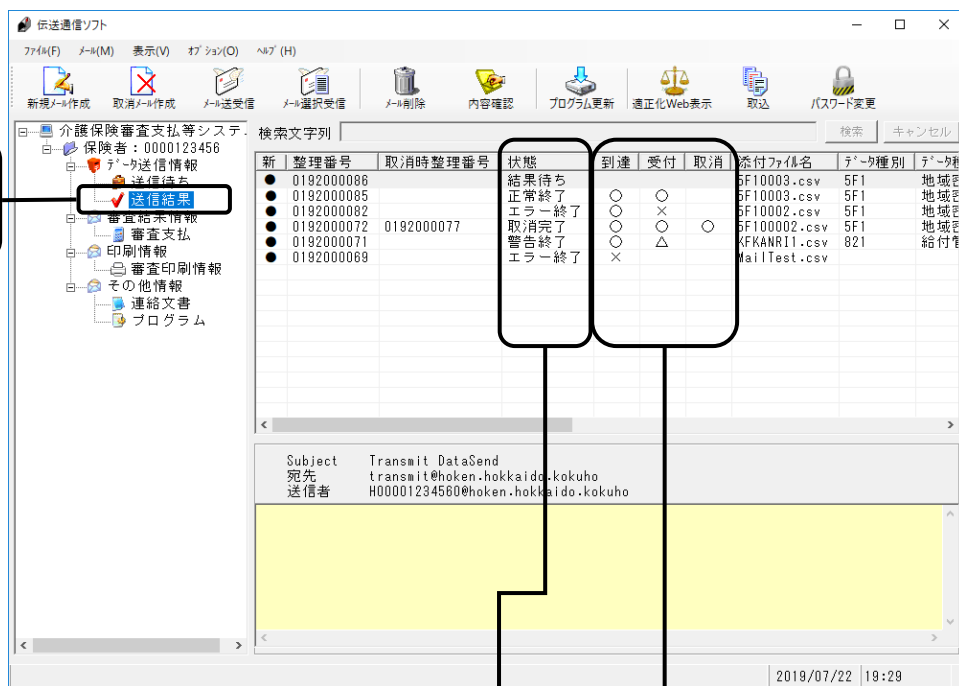 伝送通信ソフト
ファイル(F) メール(M) 表示(V) オプション(O) ヘルプ(H)
新規メール作成 取消メール作成 メール送受信 メール選択受信 メール削除 内容確認 プログラム更新 適正化Web表示 取込 パスワード変更
介護保険審査支払等システ
保険者:0000123456
データ送信情報
送信待ち
送信結果
審査結果情報
審査支払
印刷情報
審査印刷情報
その他情報
連絡文書
プログラム
検索文字列 検索 キャンセル
新 整理番号 取消時整理番号 状態 到達 受付 取消 添付ファイル名 データ種別 データ種
● 0192000086 結果待ち 5F10003.csv 5F1 地域密
● 0192000085 正常終了 ○ ○ 5F10003.csv 5F1 地域密
● 0192000082 エラー終了 ○ × 5F10002.csv 5F1 地域密
● 0192000072 0192000077 取消完了 ○ ○ ○ 5F100002.csv 5F1 地域密
● 0192000071 警告終了 ○ △ KFKANRI1.csv 821 給付管
● 0192000069 エラー終了 × MailTest.csv
Subject Transmit DataSend
宛先 transmit@hoken.hokkaido.kokuho
送信者 H00001234560@hoken.hokkaido.kokuho
2019/07/22 19:29